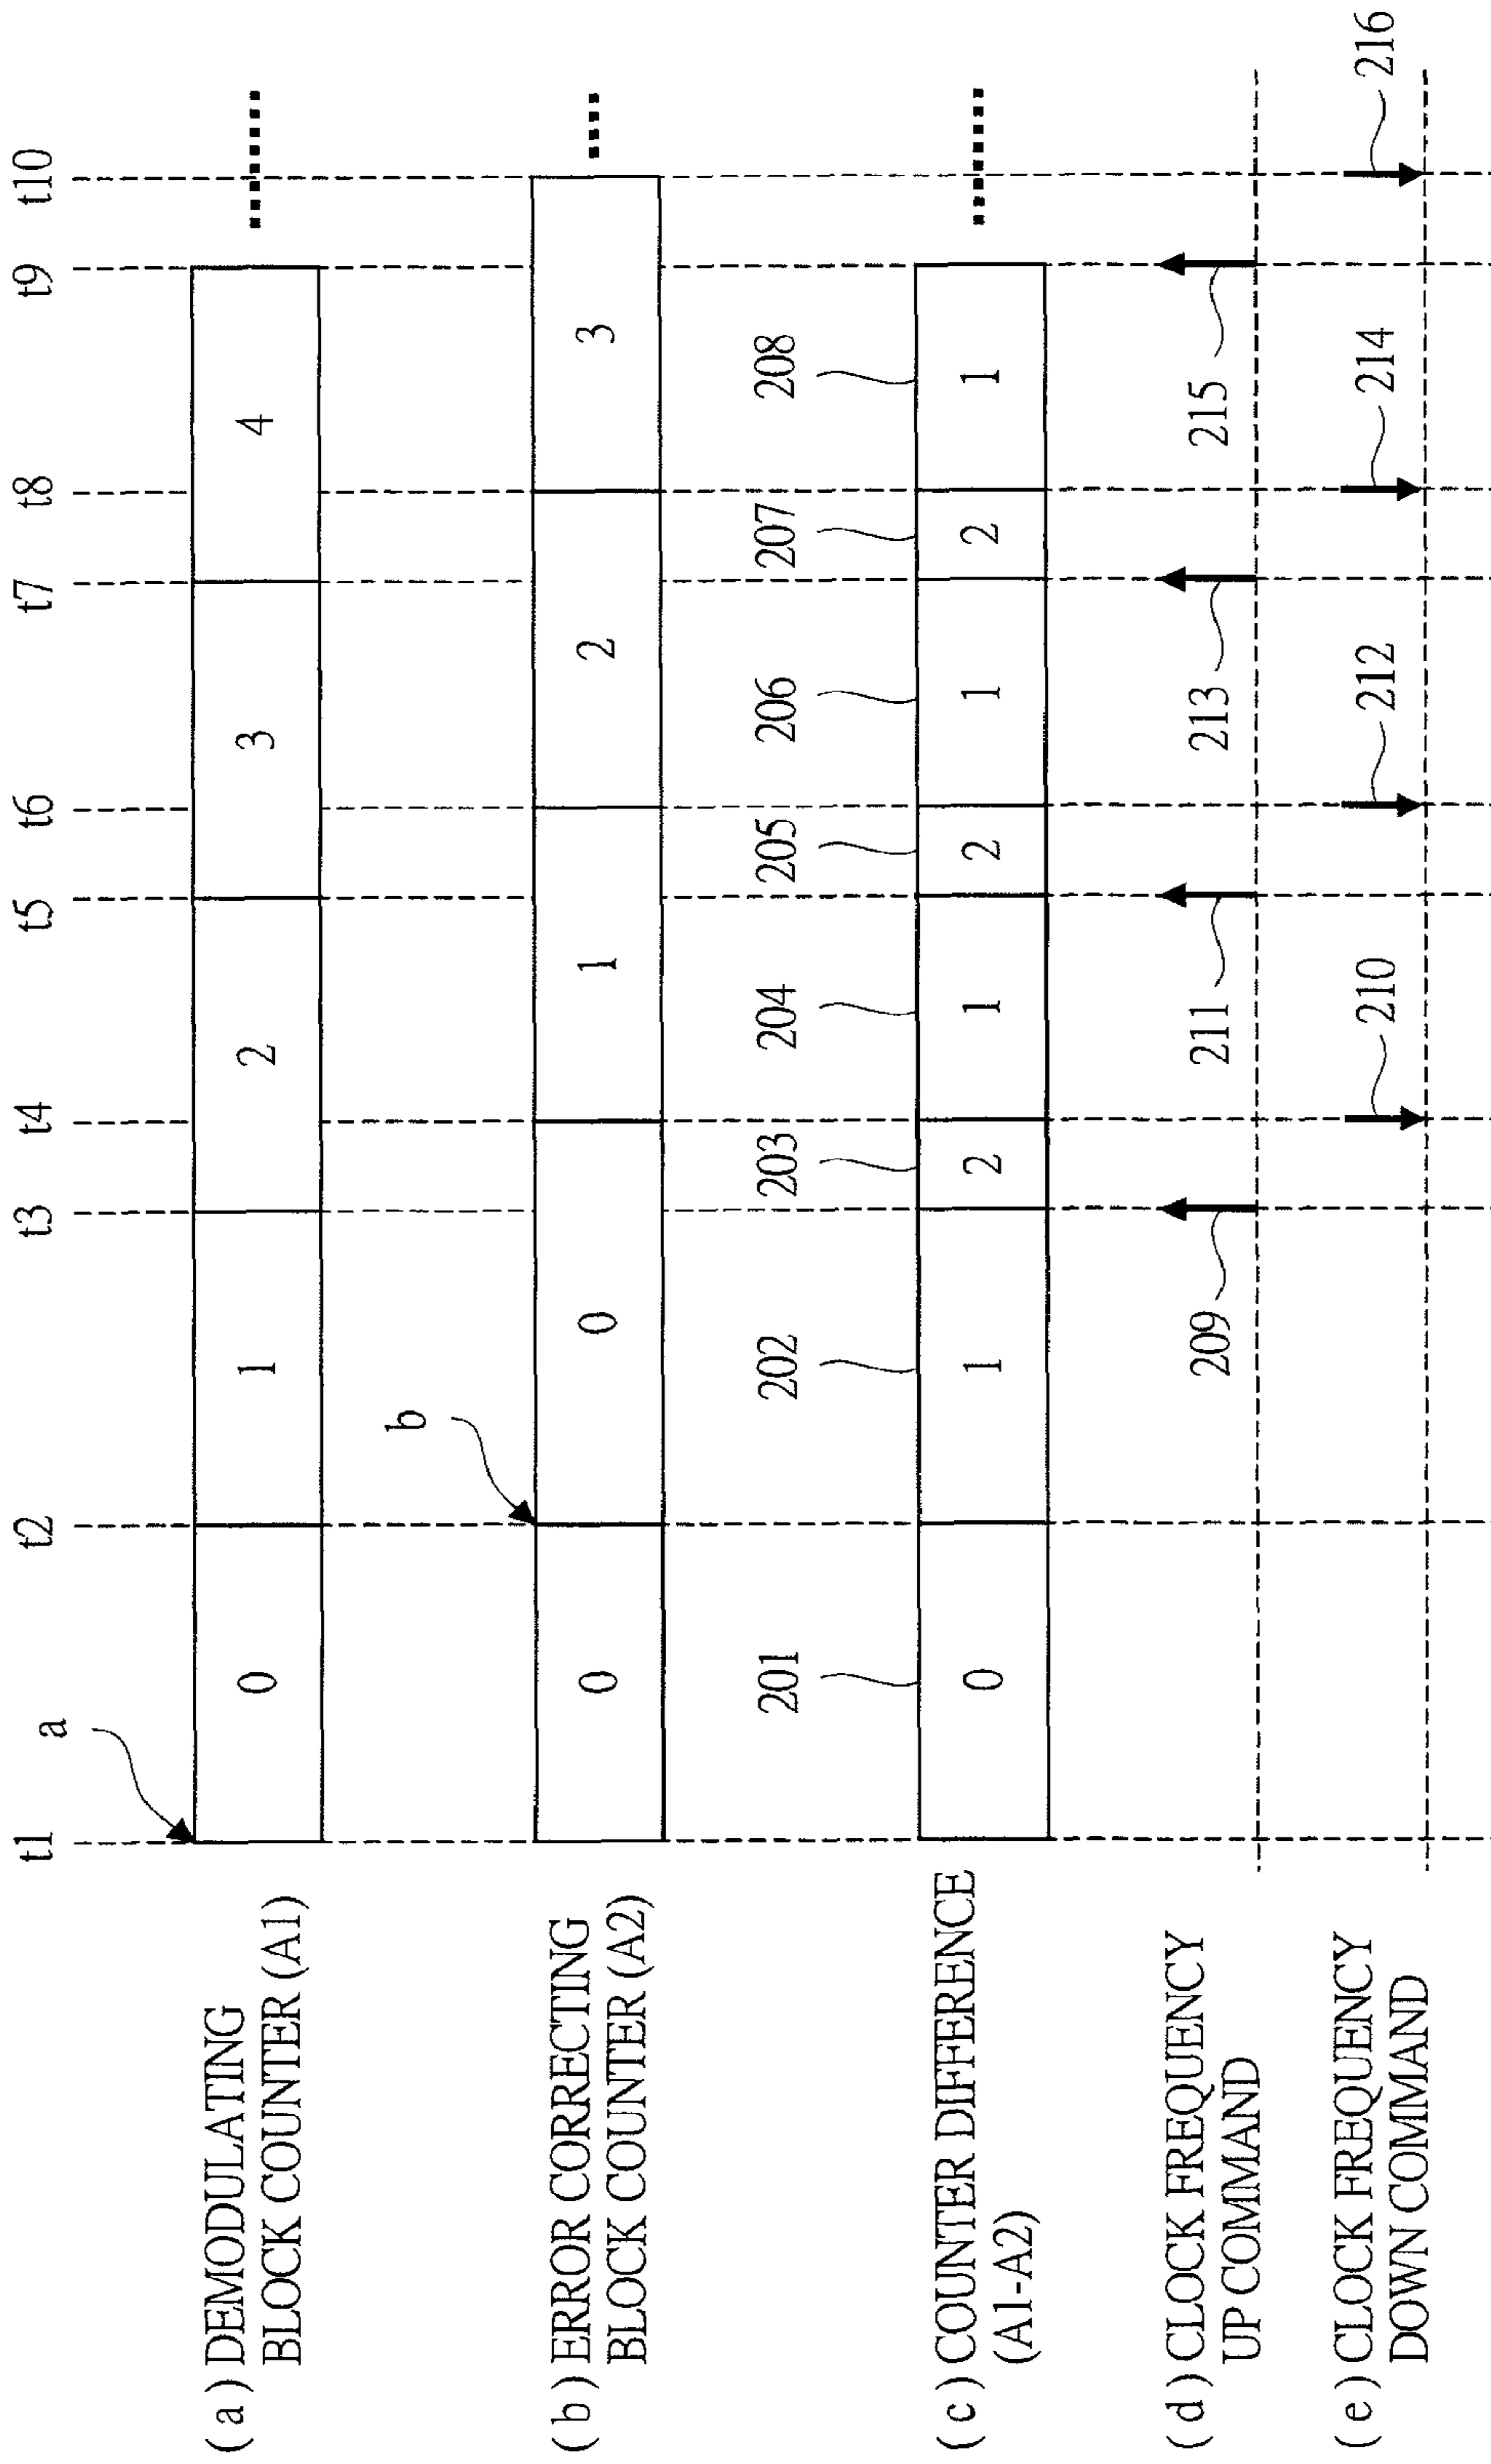 t1 t2 t3 t4 t5 t6 t7 t8 t9 t10
a
( a ) DEMODULATING
BLOCK COUNTER (A1)
0 1 2 3 4
b
( b ) ERROR CORRECTING
BLOCK COUNTER (A2)
0 0 1 2 3
201 202 203 204 205 206 207 208
( c ) COUNTER DIFFERENCE
(A1-A2)
0 1 2 1 2 1 2 1
( d ) CLOCK FREQUENCY
UP COMMAND
209 211 213 215
( e ) CLOCK FREQUENCY
DOWN COMMAND
210 212 214 216